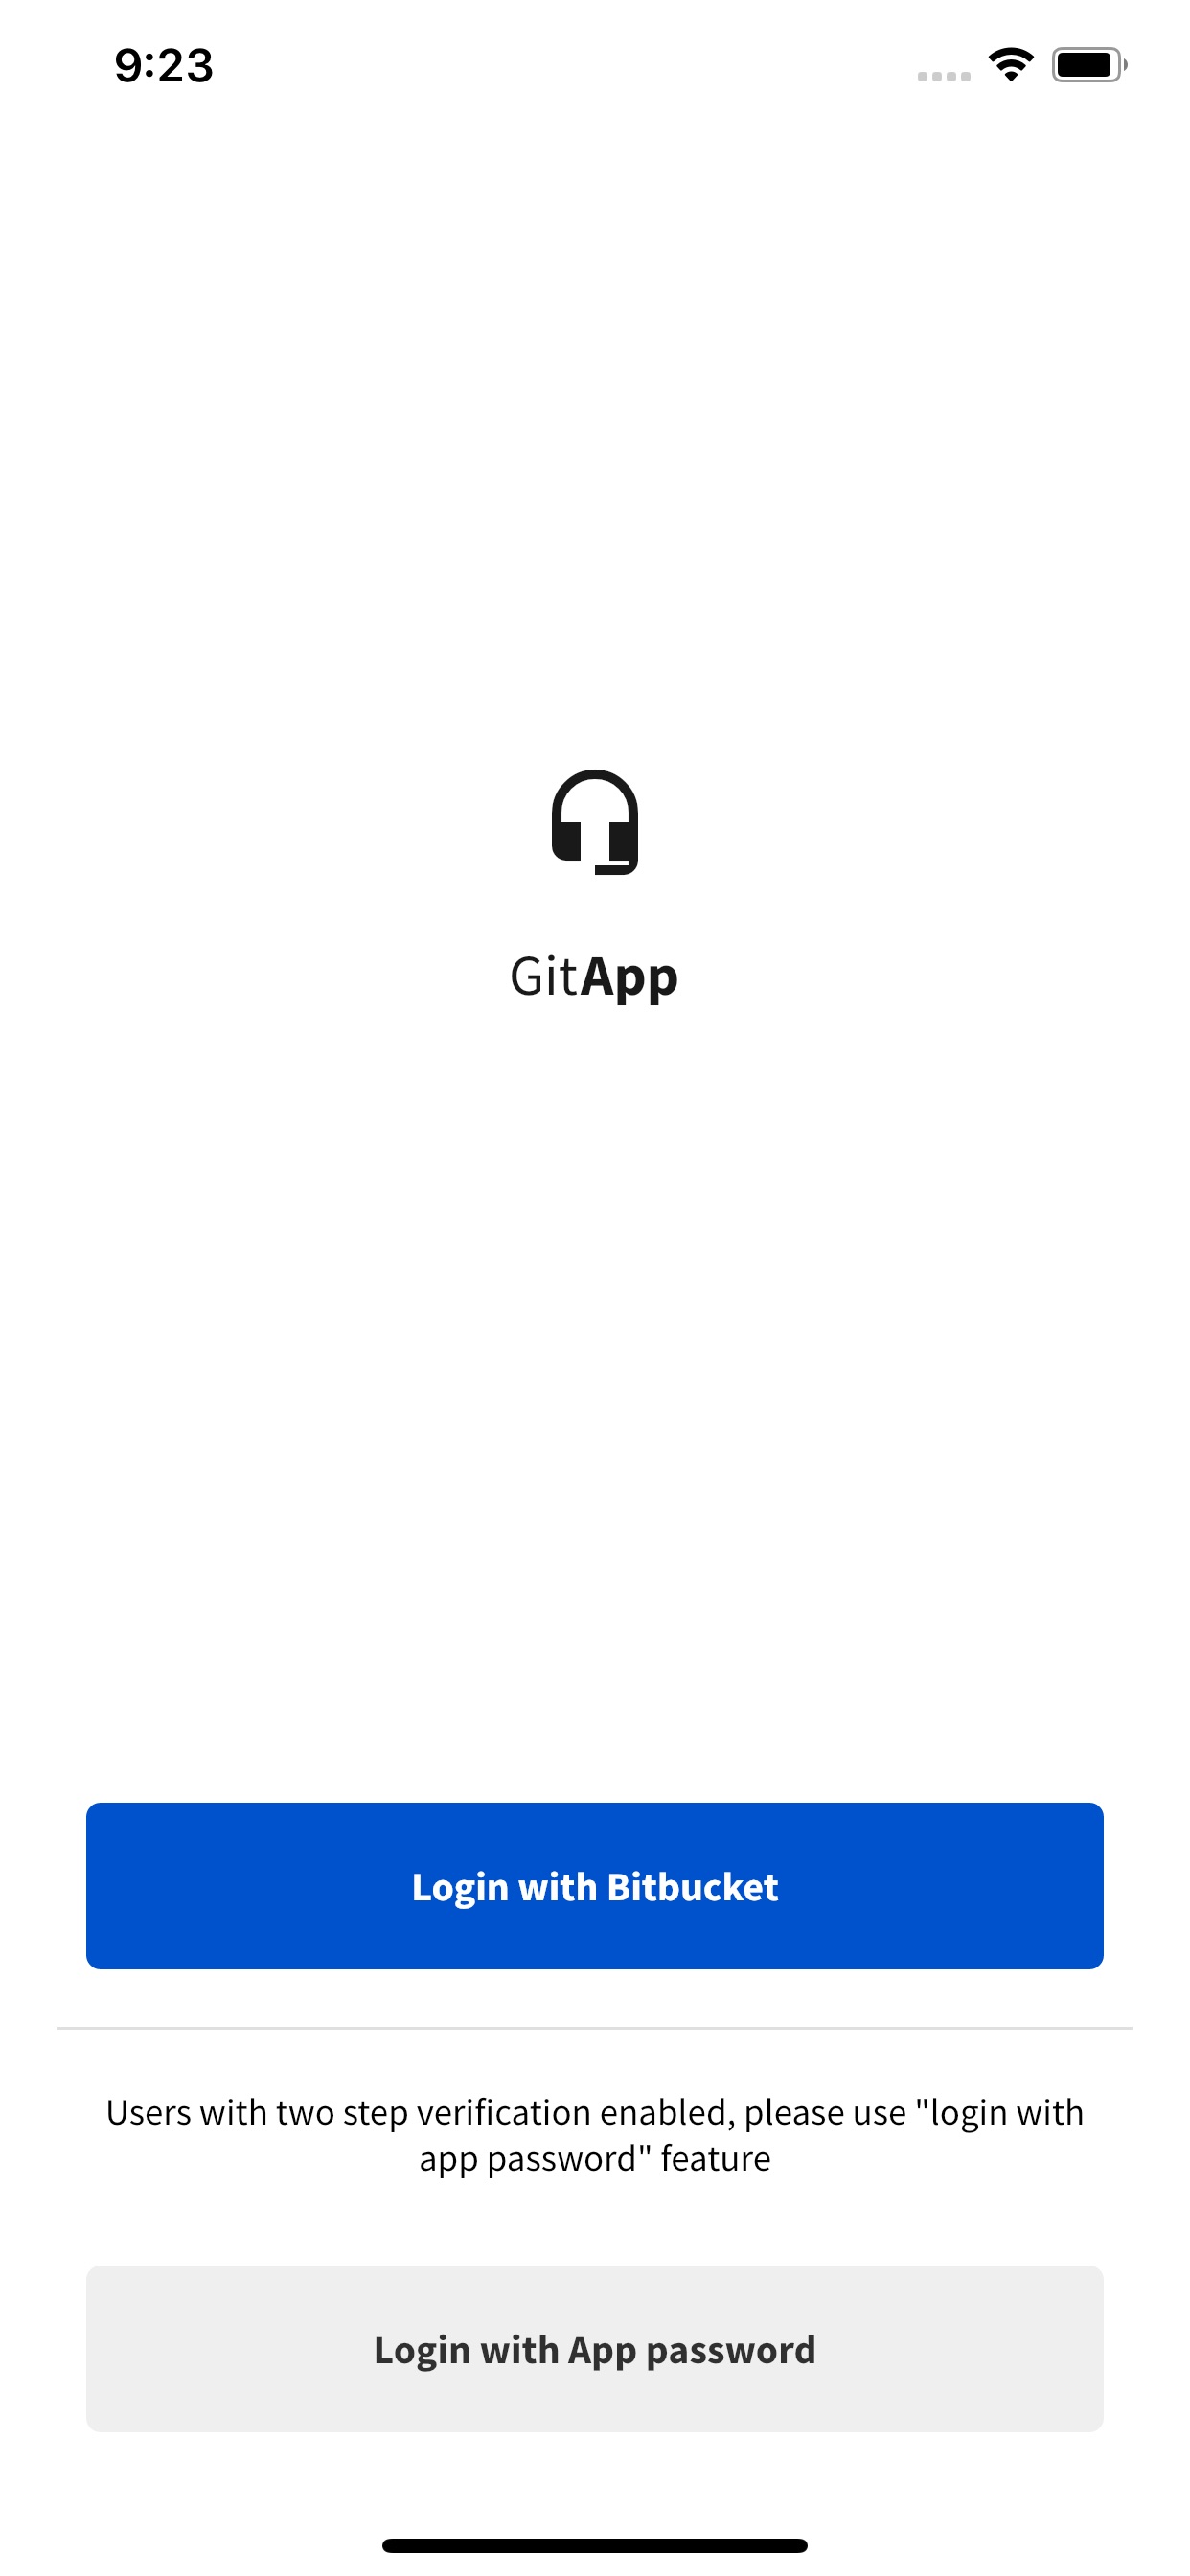 9:23
GitApp
Login with Bitbucket
Users with two step verification enabled, please use "login with
app password" feature
Login with App password